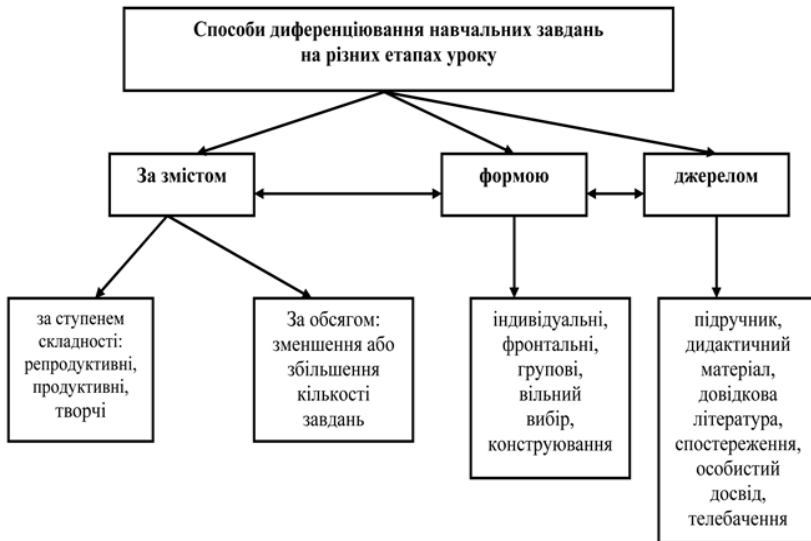 Способи диференціювання навчальних завдань
на різних етапах уроку
За змістом
формою
джерелом
за ступенем
складності:
репродуктивні,
продуктивні,
творчі
За обсягом:
зменшення або
збільшення
кількості
завдань
індивідуальні,
фронтальні,
групові,
вільний
вибір,
конструювання
підручник,
дидактичний
матеріал,
довідкова
література,
спостереження,
особистий
досвід,
телебачення